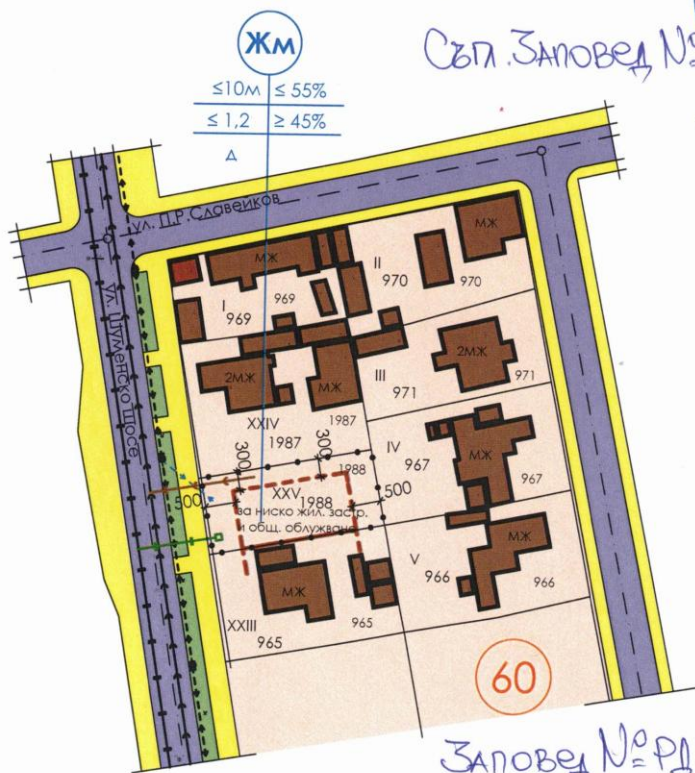 Жм
Съгл. Заповед №
≤10м ≤ 55%
≤ 1,2 ≥ 45%
Δ
ул. П.Р.Славейков
ул. Шуменско шосе
МЖ
МЖ
I
969
969
II
970
970
2МЖ
МЖ
III
971
2МЖ
971
XXIV
1987
1987
300
300
1988
IV
967
МЖ
967
500
XXV
1988
500
за ниско жил. застр.
и общ. облужване
МЖ
V
966
МЖ
966
XXIII
965
965
60
Заповед № РД